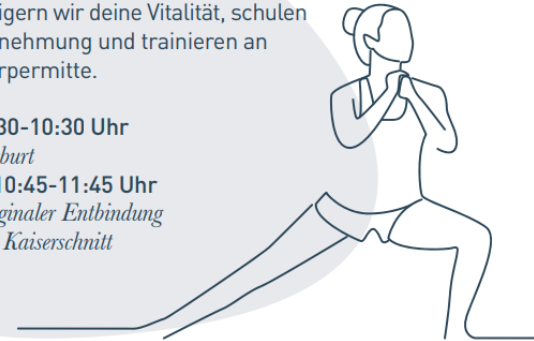 igern wir deine Vitalität, schulen
nehmung und trainieren an
rpermitte.
30-10:30 Uhr
burt
10:45-11:45 Uhr
ginaler Entbindung
Kaiserschnitt